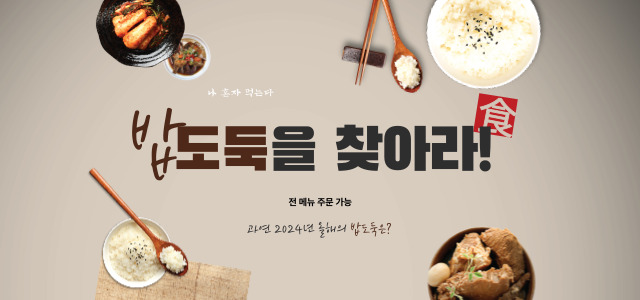 나 혼자 먹는다
밥도둑을 찾아라!
食
전 메뉴 주문 가능
과연 2024년 올해의 밥도둑은?